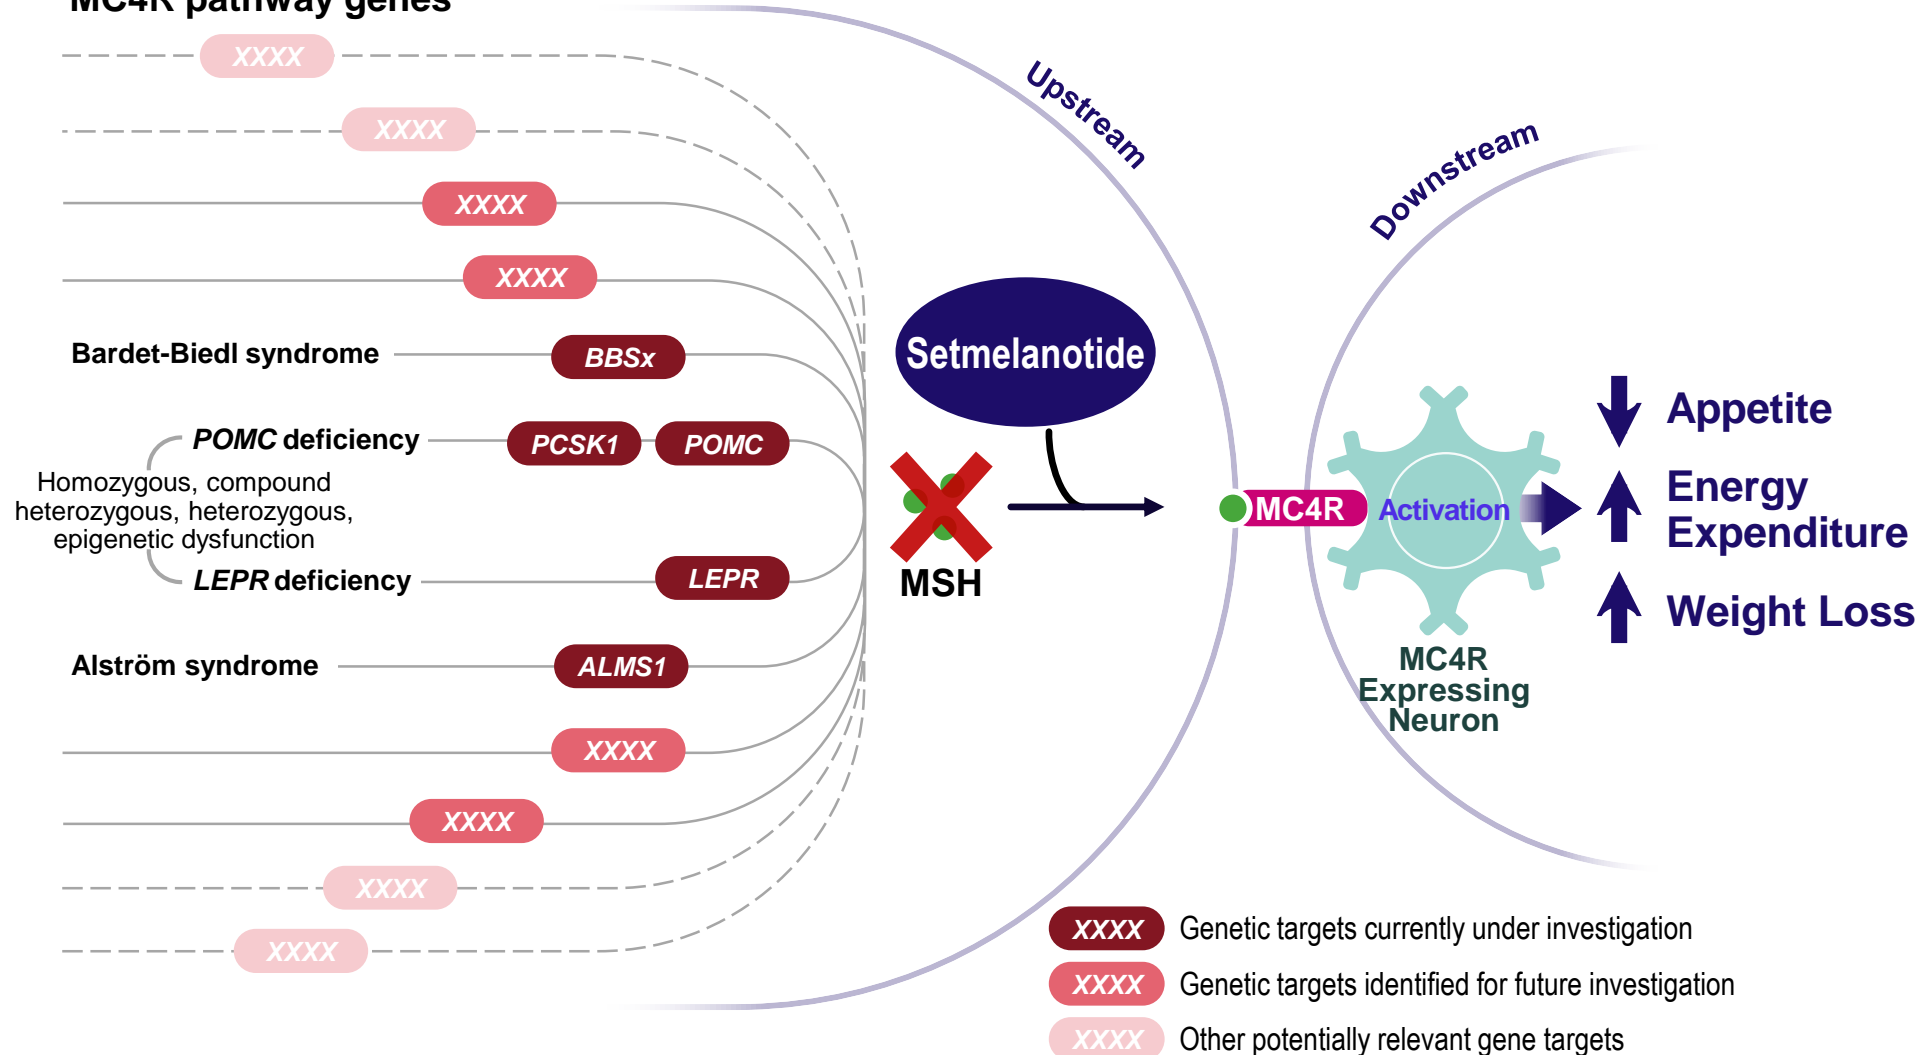 MC4R pathway genes
XXXX
XXXX
XXXX
XXXX
Bardet-Biedl syndrome
BBSx
POMC deficiency
PCSK1
POMC
Homozygous, compound
heterozygous, heterozygous,
epigenetic dysfunction
LEPR deficiency
LEPR
Alström syndrome
ALMS1
XXXX
XXXX
XXXX
XXXX
Upstream
Setmelanotide
MSH
Downstream
MC4R
Activation
MC4R
Expressing
Neuron
Appetite
Energy
Expenditure
Weight Loss
XXXX Genetic targets currently under investigation
XXXX Genetic targets identified for future investigation
XXXX Other potentially relevant gene targets